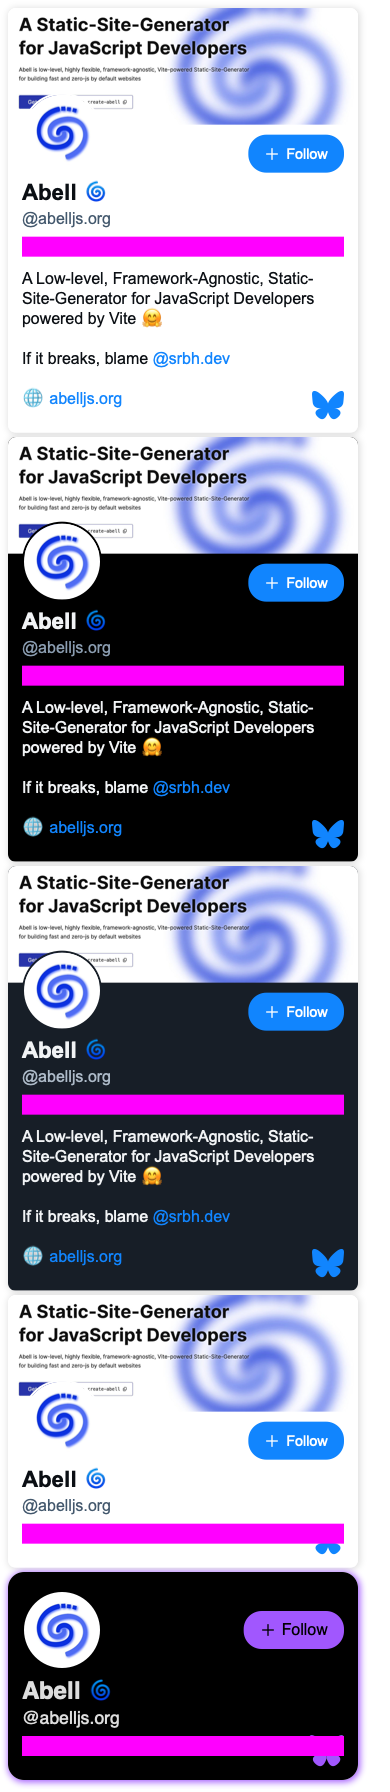 A Static-Site-Generator
for JavaScript Developers
Abell is low-level, highly flexible, framework-agnostic, Vite-powered Static-Site-Generator
for building fast and zero-js by default websites
create-abell
+ Follow
Abell
@abelljs.org
A Low-level, Framework-Agnostic, Static-
Site-Generator for JavaScript Developers
powered by Vite 🤗
If it breaks, blame @srbh.dev
🌐 abelljs.org
A Static-Site-Generator
for JavaScript Developers
Abell is low-level, highly flexible, framework-agnostic, Vite-powered Static-Site-Generator
for building fast and zero-js by default websites
create-abell
+ Follow
Abell
@abelljs.org
A Low-level, Framework-Agnostic, Static-
Site-Generator for JavaScript Developers
powered by Vite 🤗
If it breaks, blame @srbh.dev
🌐 abelljs.org
A Static-Site-Generator
for JavaScript Developers
Abell is low-level, highly flexible, framework-agnostic, Vite-powered Static-Site-Generator
for building fast and zero-js by default websites
create-abell
+ Follow
Abell
@abelljs.org
A Low-level, Framework-Agnostic, Static-
Site-Generator for JavaScript Developers
powered by Vite 🤗
If it breaks, blame @srbh.dev
🌐 abelljs.org
A Static-Site-Generator
for JavaScript Developers
Abell is low-level, highly flexible, framework-agnostic, Vite-powered Static-Site-Generator
for building fast and zero-js by default websites
create-abell
+ Follow
Abell
@abelljs.org
+ Follow
Abell
@abelljs.org